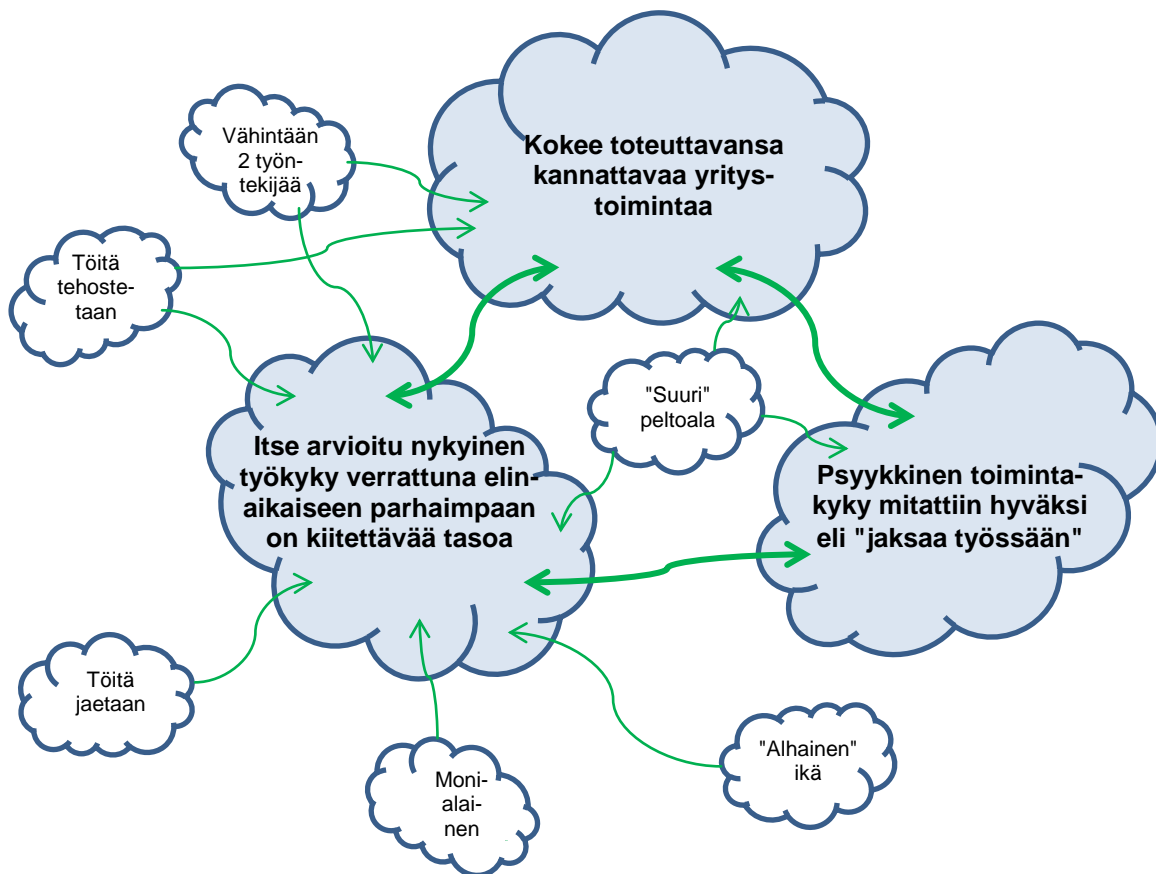 Vähintään
2 työn-
tekijää
Kokee toteuttavansa
kannattavaa yritys-
toimintaa
Töitä
tehoste-
taan
"Suuri"
peltoala
Itse arvioitu nykyinen
työkyky verrattuna elin-
aikaiseen parhaimpaan
on kiitettävää tasoa
Psyykkinen toiminta-
kyky mitattiin hyväksi
eli "jaksaa työssään"
Töitä
jaetaan
Moni-
alai-
nen
"Alhainen"
ikä